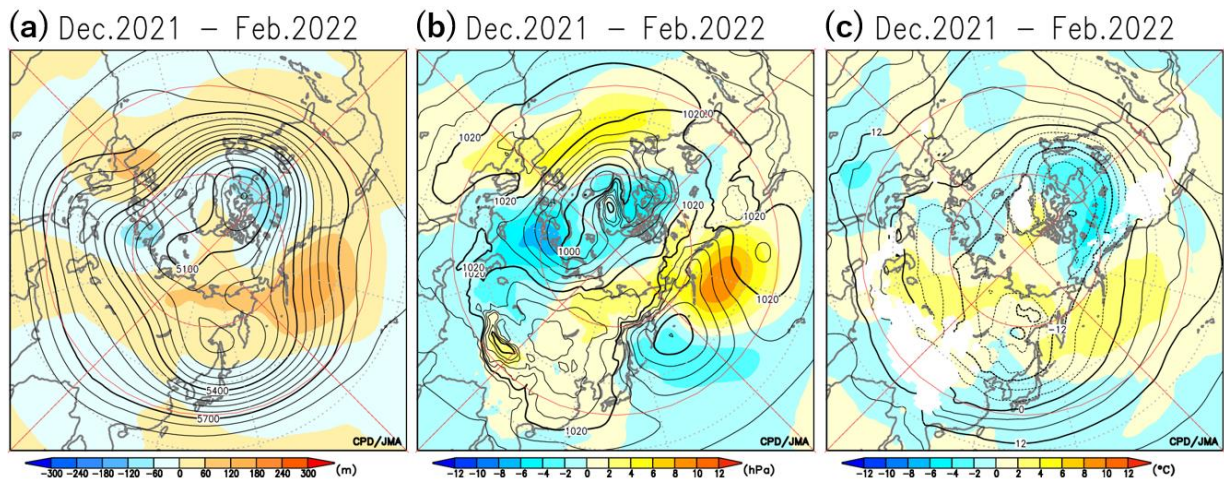 (a) Dec.2021 – Feb.2022
5100
5400
5700
CPD/JMA
-300 -240 -180 -120 -60 0 60 120 180 240 300 (m)
(b) Dec.2021 – Feb.2022
1020
1020
1020
1000
1020
1020
1020
1020
1020
CPD/JMA
-12 -10 -8 -6 -4 -2 0 2 4 6 8 10 12 (hPa)
(c) Dec.2021 – Feb.2022
12
-12
0
12
CPD/JMA
-12 -10 -8 -6 -4 -2 0 2 4 6 8 10 12 (°C)